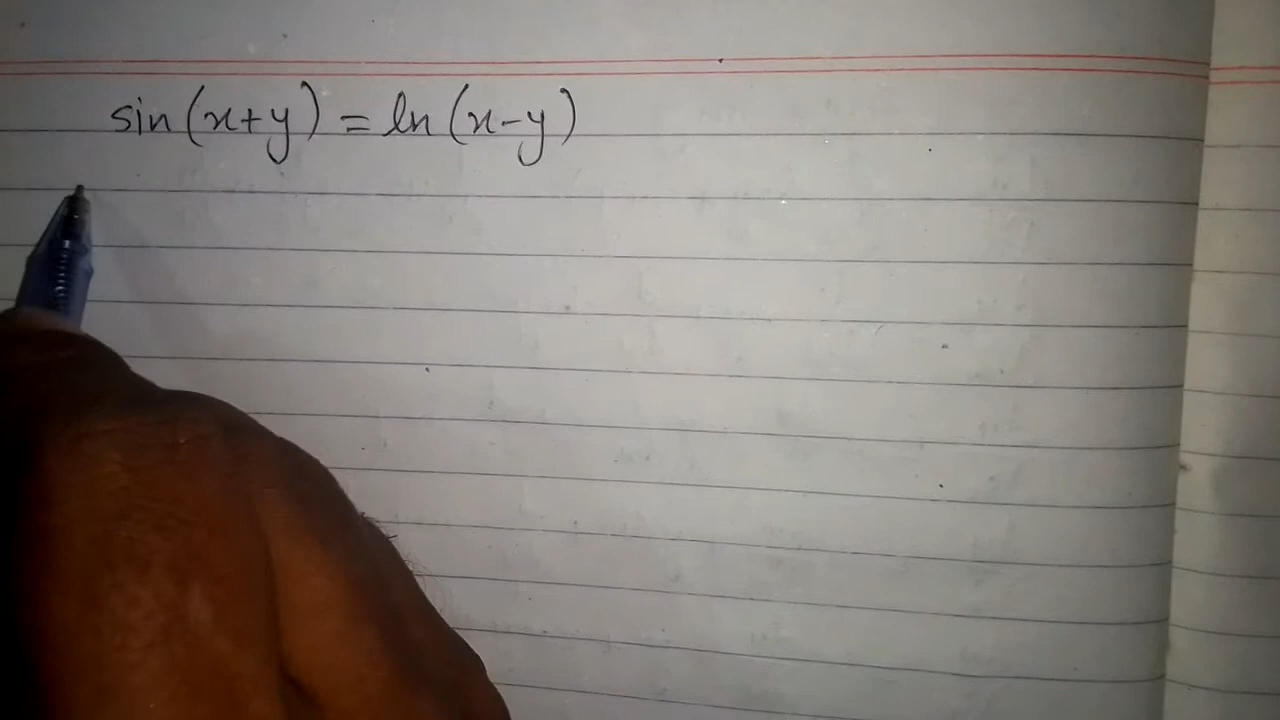 sin(x+y) = ln(x-y)